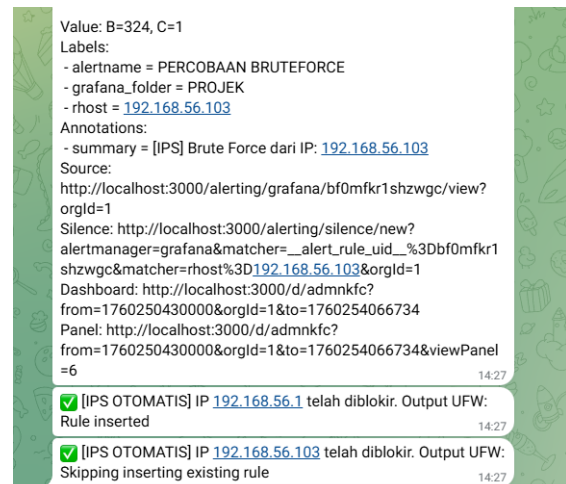 Value: B=324, C=1
Labels:
- alertname = PERCOBAAN BRUTEFORCE
- grafana_folder = PROJEK
- rhost = 192.168.56.103
Annotations:
- summary = [IPS] Brute Force dari IP: 192.168.56.103
Source:
http://localhost:3000/alerting/grafana/bf0mfkr1shzwgc/view?
orgId=1
Silence: http://localhost:3000/alerting/silence/new?
alertmanager=grafana&matcher=__alert_rule_uid__%3Dbf0mfkr1
shzwgc&matcher=rhost%3D192.168.56.103&orgId=1
Dashboard: http://localhost:3000/d/admnkfc?
from=1760250430000&orgId=1&to=1760254066734
Panel: http://localhost:3000/d/admnkfc?
from=1760250430000&orgId=1&to=1760254066734&viewPanel
=6
14:27
✅ [IPS OTOMATIS] IP 192.168.56.1 telah diblokir. Output UFW:
Rule inserted
14:27
✅ [IPS OTOMATIS] IP 192.168.56.103 telah diblokir. Output UFW:
Skipping inserting existing rule
14:27